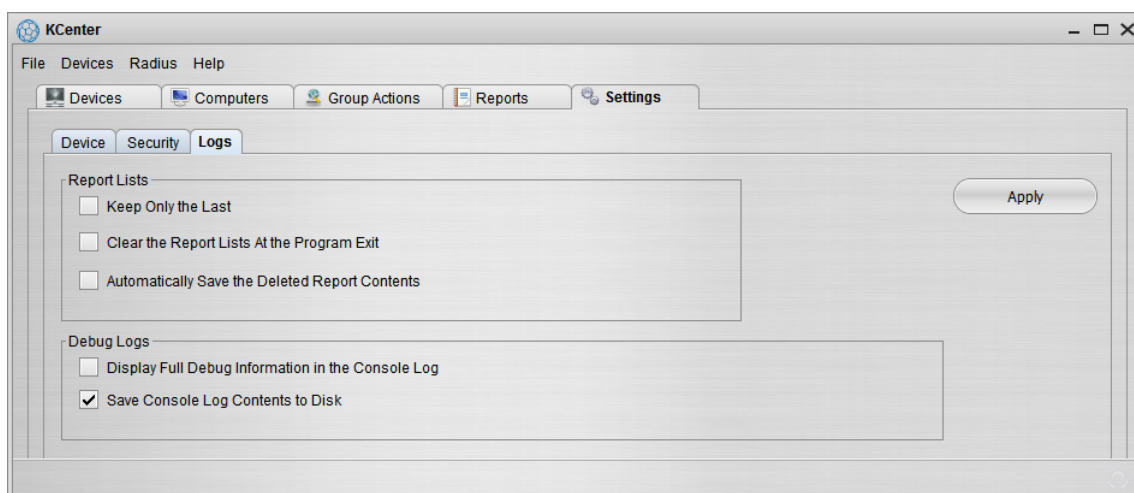 KCenter
File Devices Radius Help
Devices Computers Group Actions Reports Settings
Device Security Logs
Report Lists
Keep Only the Last
Apply
Clear the Report Lists At the Program Exit
Automatically Save the Deleted Report Contents
Debug Logs
Display Full Debug Information in the Console Log
Save Console Log Contents to Disk